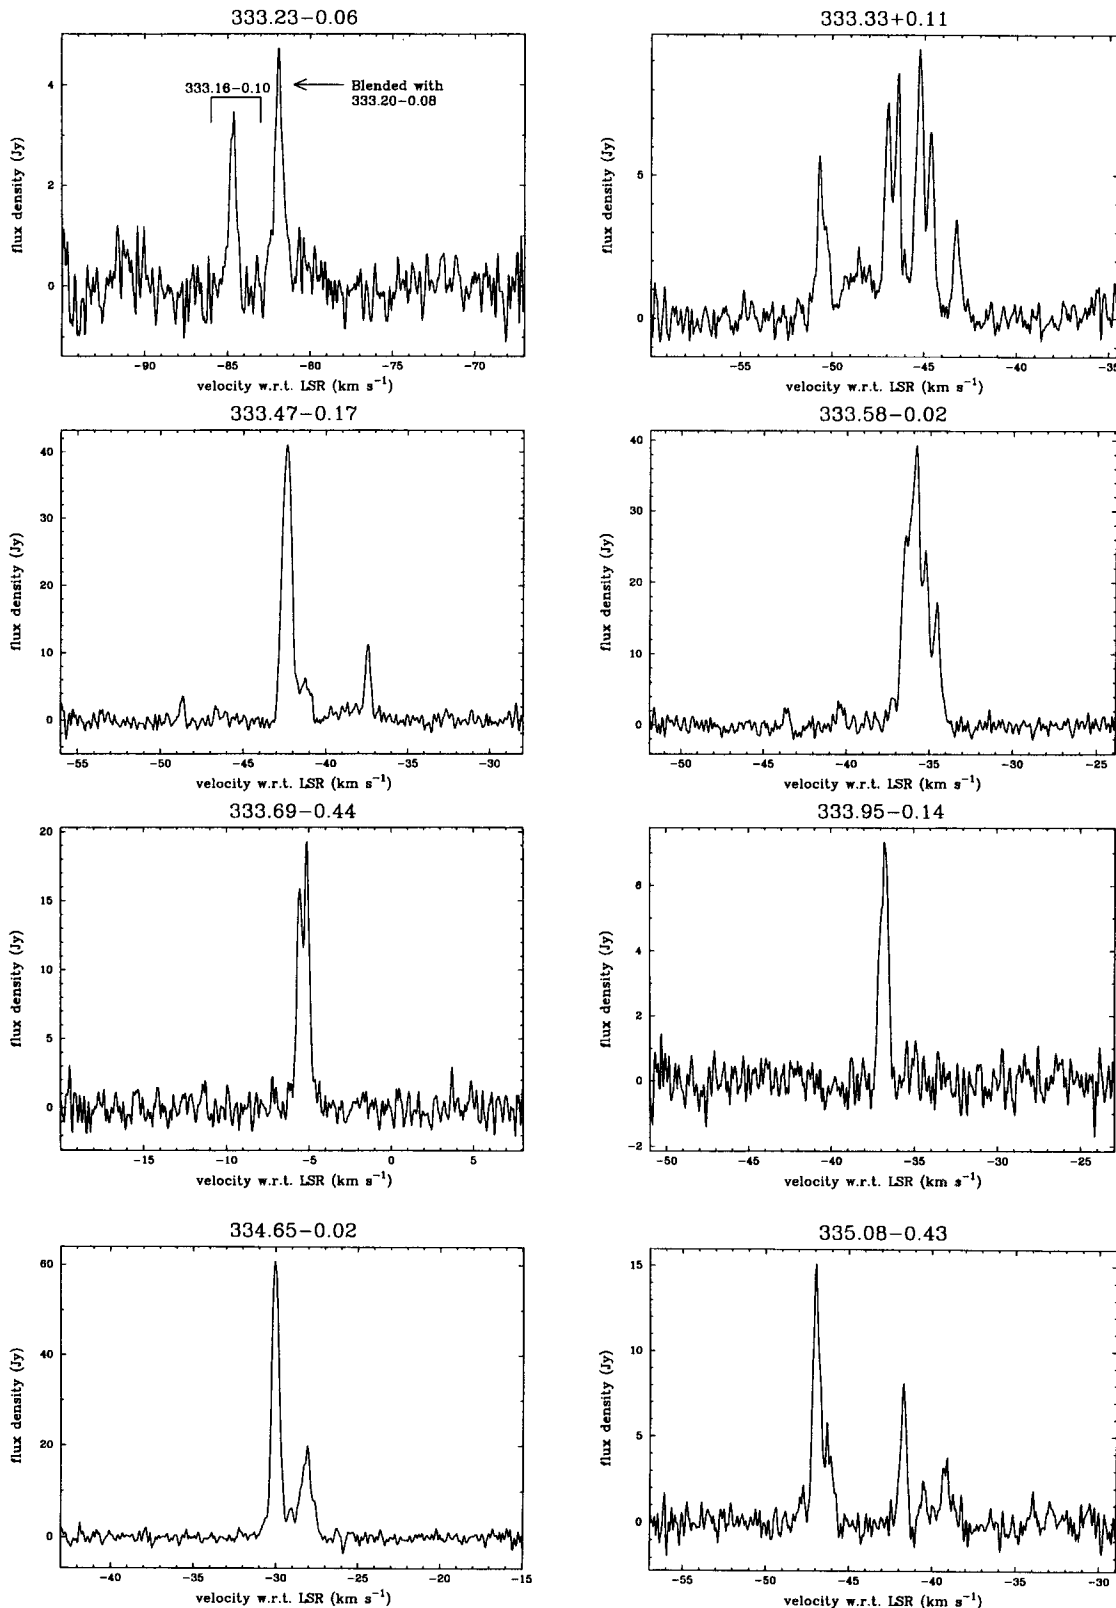 333.23−0.06
333.16−0.10
Blended with
333.20−0.08
flux density (Jy)
4
2
0
−90 −85 −80 −75 −70
velocity w.r.t. LSR (km s⁻¹)
333.33+0.11
flux density (Jy)
5
0
−55 −50 −45 −40 −35
velocity w.r.t. LSR (km s⁻¹)
333.47−0.17
flux density (Jy)
40
30
20
10
0
−55 −50 −45 −40 −35 −30
velocity w.r.t. LSR (km s⁻¹)
333.58−0.02
flux density (Jy)
40
30
20
10
0
−50 −45 −40 −35 −30 −25
velocity w.r.t. LSR (km s⁻¹)
333.69−0.44
flux density (Jy)
20
15
10
5
0
−15 −10 −5 0 5
velocity w.r.t. LSR (km s⁻¹)
333.95−0.14
flux density (Jy)
6
4
2
0
−2
−50 −45 −40 −35 −30 −25
velocity w.r.t. LSR (km s⁻¹)
334.65−0.02
flux density (Jy)
60
40
20
0
−40 −35 −30 −25 −20 −15
velocity w.r.t. LSR (km s⁻¹)
335.08−0.43
flux density (Jy)
15
10
5
0
−55 −50 −45 −40 −35 −30
velocity w.r.t. LSR (km s⁻¹)